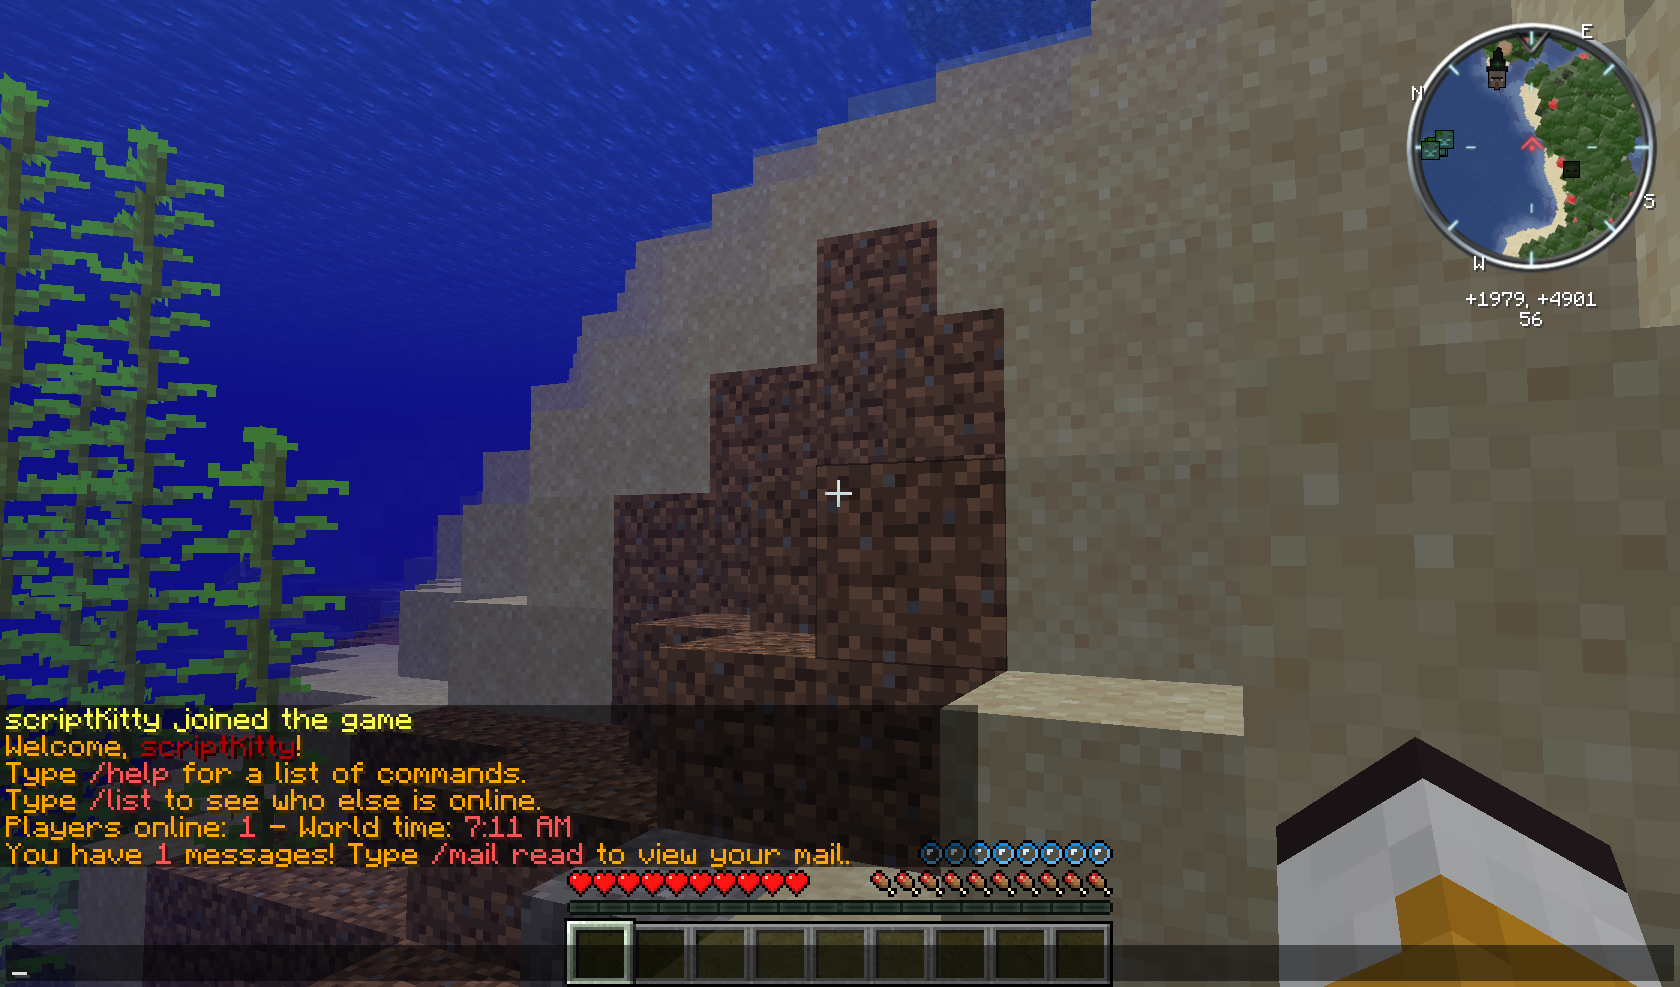 E
N
S
W
+1979, +4901
56
scriptKitty joined the game
Welcome, scriptKitty!
Type /help for a list of commands.
Type /list to see who else is online.
Players online: 1 - World time: 7:11 AM
You have 1 messages! Type /mail read to view your mail.
_